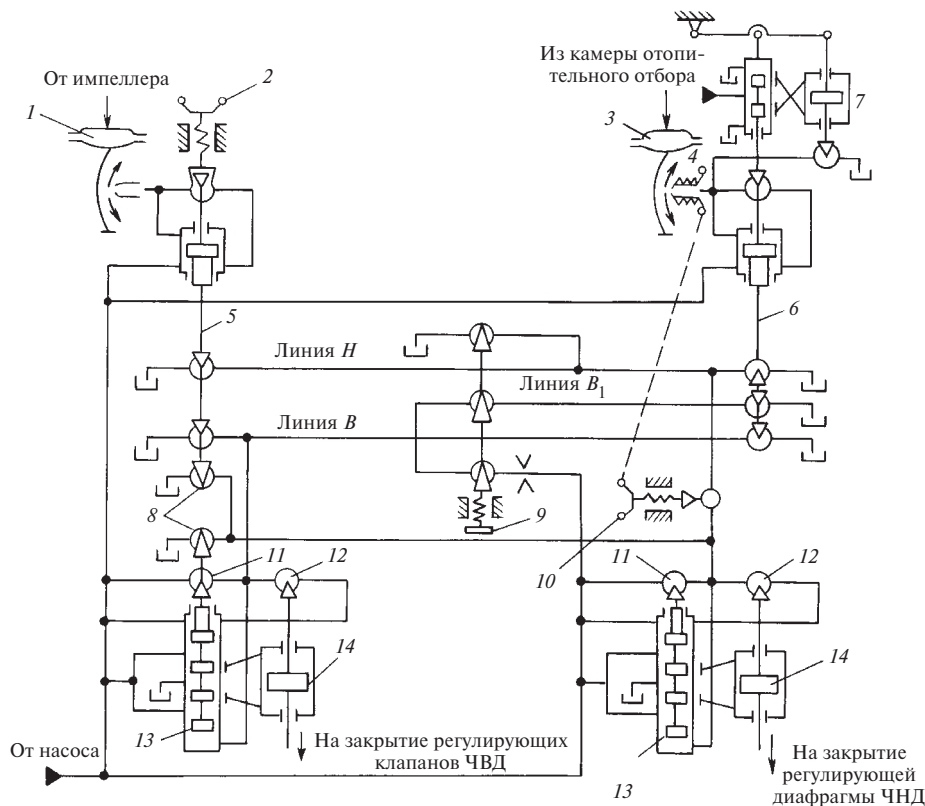 От импеллера
1
2
Из камеры отопи-
тельного отбора
3
4
7
5
6
Линия Н
Линия В1
Линия В
8
9
10
11
12
11
12
14
14
13
13
От насоса
На закрытие регулирующих
клапанов ЧВД
На закрытие
регулирующей
диафрагмы ЧНД